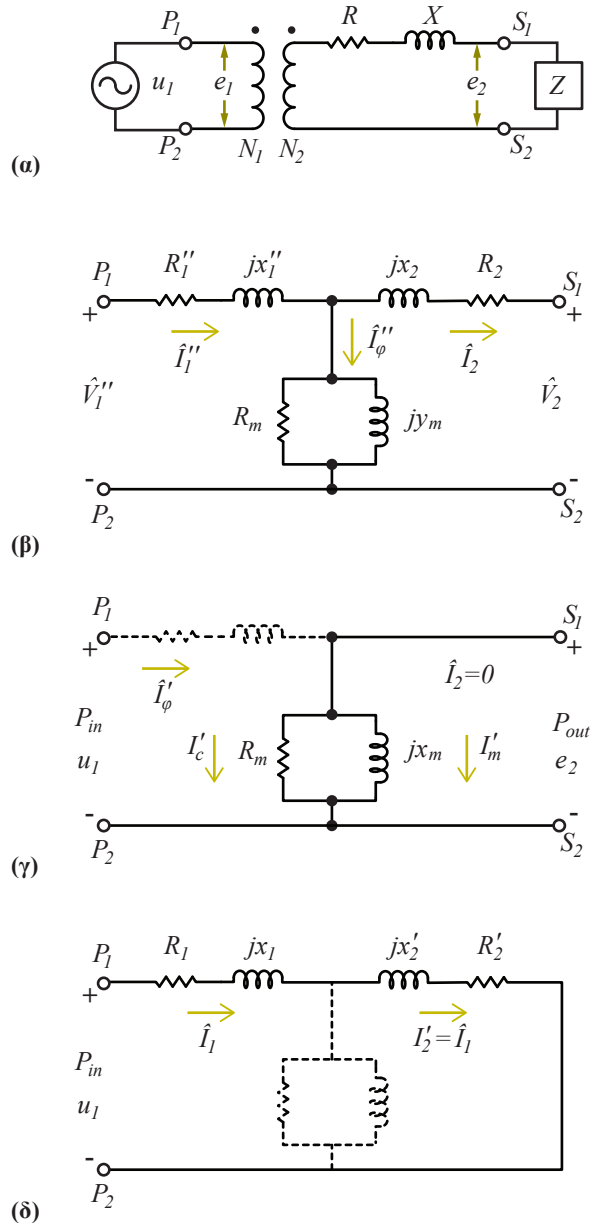 P1 R X S1
u1 e1 e2 Z
P2 N1 N2 S2
(α)
P1 R1'' jx1'' jx2 R2 S1
+ Î1'' Îφ'' Î2 +
V̂1'' Rm jym V̂2
- P2 - S2
(β)
P1 S1
+ Îφ' Î2=0 +
Pin Ic' Rm jxm Im' Pout
u1 e2
- P2 - S2
(γ)
P1 R1 jx1 jx2' R2'
+ Î1 I2'=Î1
Pin
u1
- P2
(δ)